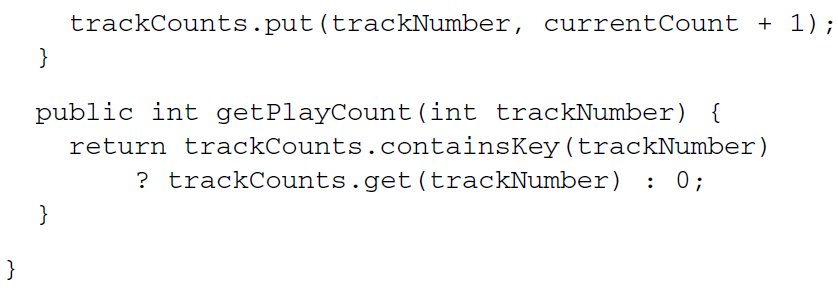 trackCounts.put(trackNumber, currentCount + 1);
  }
  public int getPlayCount(int trackNumber) {
    return trackCounts.containsKey(trackNumber)
        ? trackCounts.get(trackNumber) : 0;
  }
}